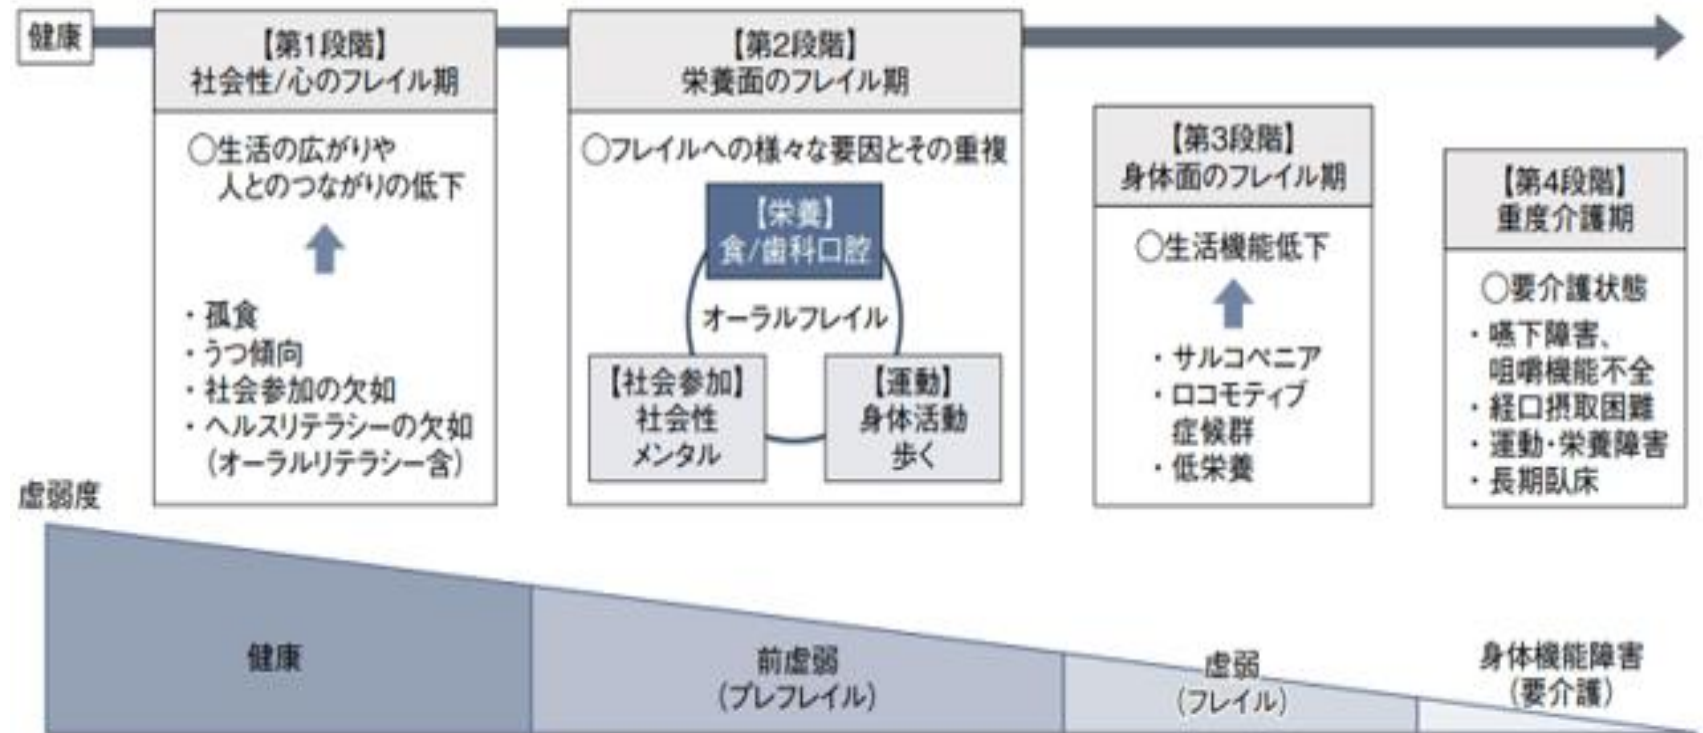 健康
【第1段階】
社会性/心のフレイル期
○生活の広がりや
人とのつながりの低下
・孤食
・うつ傾向
・社会参加の欠如
・ヘルスリテラシーの欠如
(オーラルリテラシー含)
【第2段階】
栄養面のフレイル期
○フレイルへの様々な要因とその重複
【栄養】
食/歯科口腔
オーラルフレイル
【社会参加】
社会性
メンタル
【運動】
身体活動
歩く
【第3段階】
身体面のフレイル期
○生活機能低下
・サルコペニア
・ロコモティブ
症候群
・低栄養
【第4段階】
重度介護期
○要介護状態
・嚥下障害、
咀嚼機能不全
・経口摂取困難
・運動・栄養障害
・長期臥床
虚弱度
健康
前虚弱
(プレフレイル)
虚弱
(フレイル)
身体機能障害
(要介護)